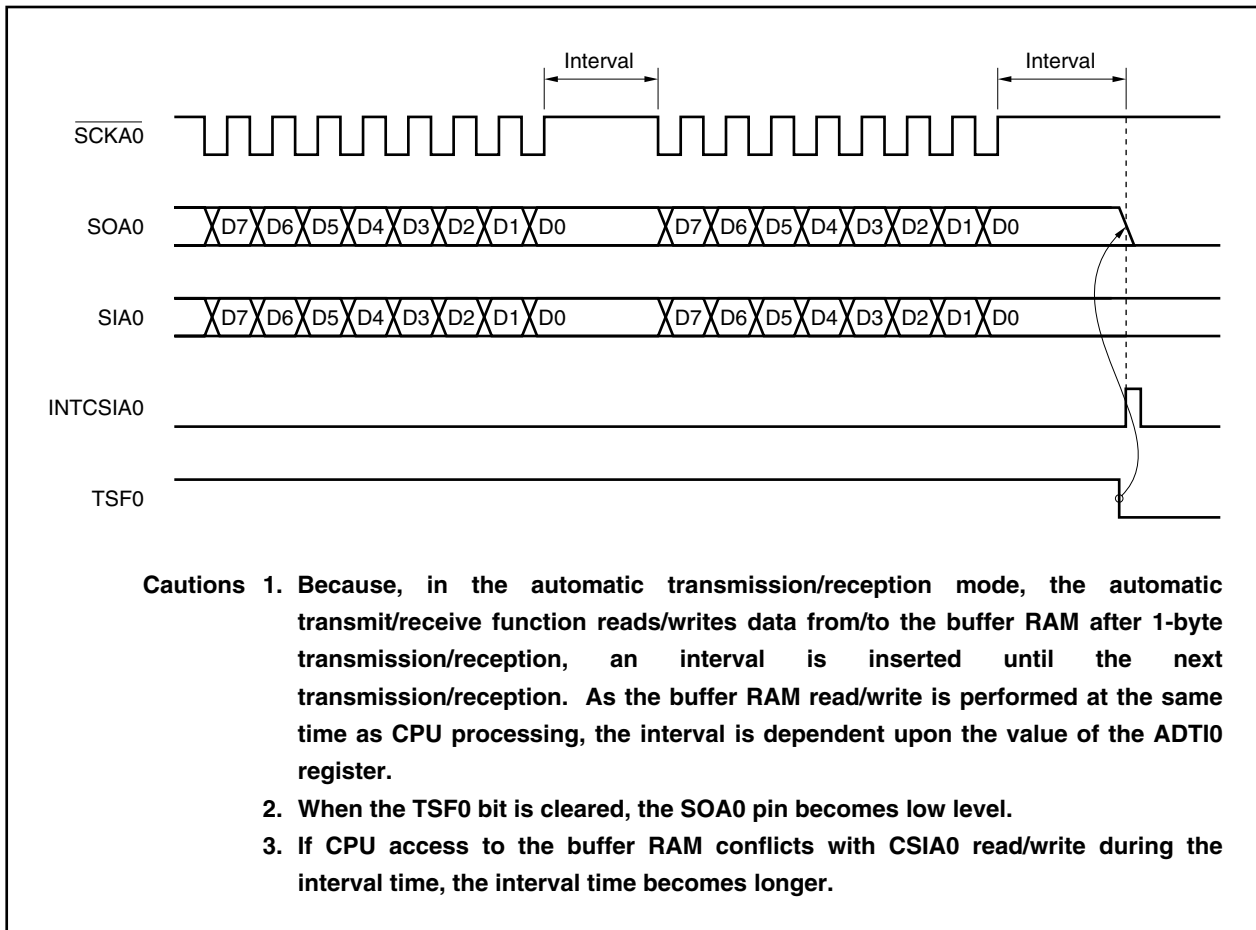 Interval Interval
SCKA0
SOA0 D7 D6 D5 D4 D3 D2 D1 D0 D7 D6 D5 D4 D3 D2 D1 D0
SIA0 D7 D6 D5 D4 D3 D2 D1 D0 D7 D6 D5 D4 D3 D2 D1 D0
INTCSIA0
TSF0
Cautions 1. Because, in the automatic transmission/reception mode, the automatic
transmit/receive function reads/writes data from/to the buffer RAM after 1-byte
transmission/reception, an interval is inserted until the next
transmission/reception. As the buffer RAM read/write is performed at the same
time as CPU processing, the interval is dependent upon the value of the ADTI0
register.
2. When the TSF0 bit is cleared, the SOA0 pin becomes low level.
3. If CPU access to the buffer RAM conflicts with CSIA0 read/write during the
interval time, the interval time becomes longer.